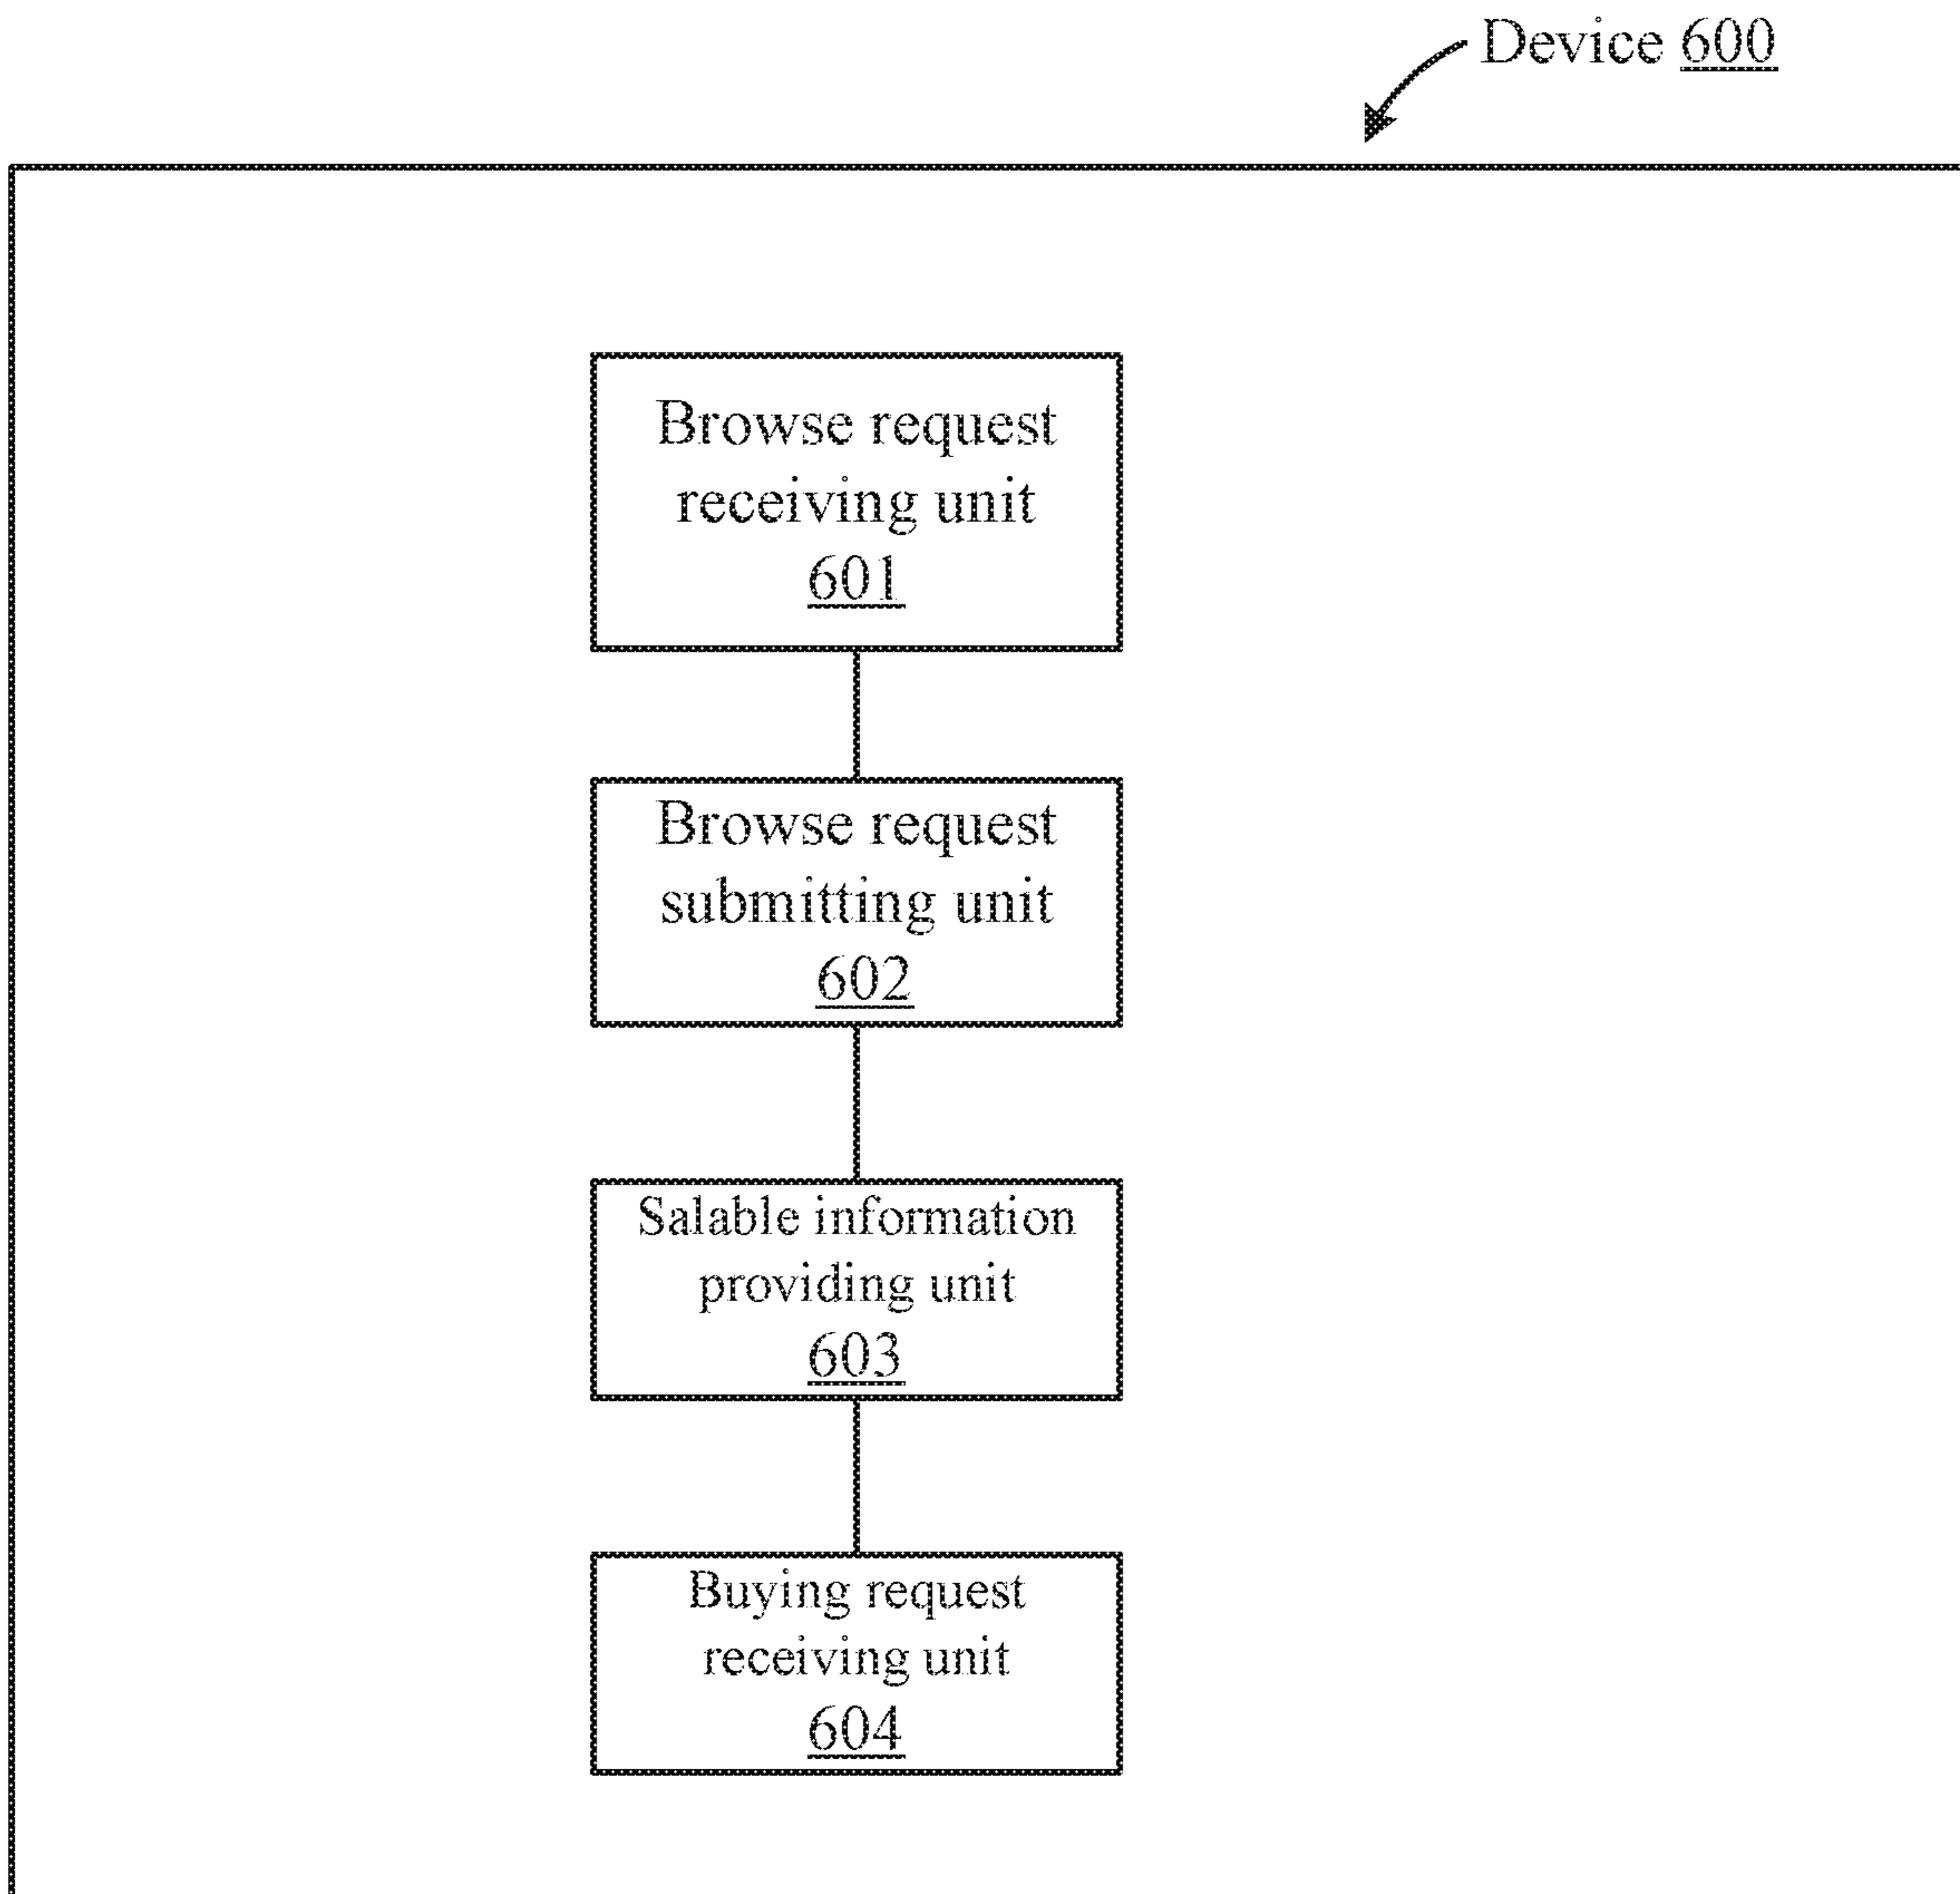 Device 600
Browse request
receiving unit
601
Browse request
submitting unit
602
Salable information
providing unit
603
Buying request
receiving unit
604